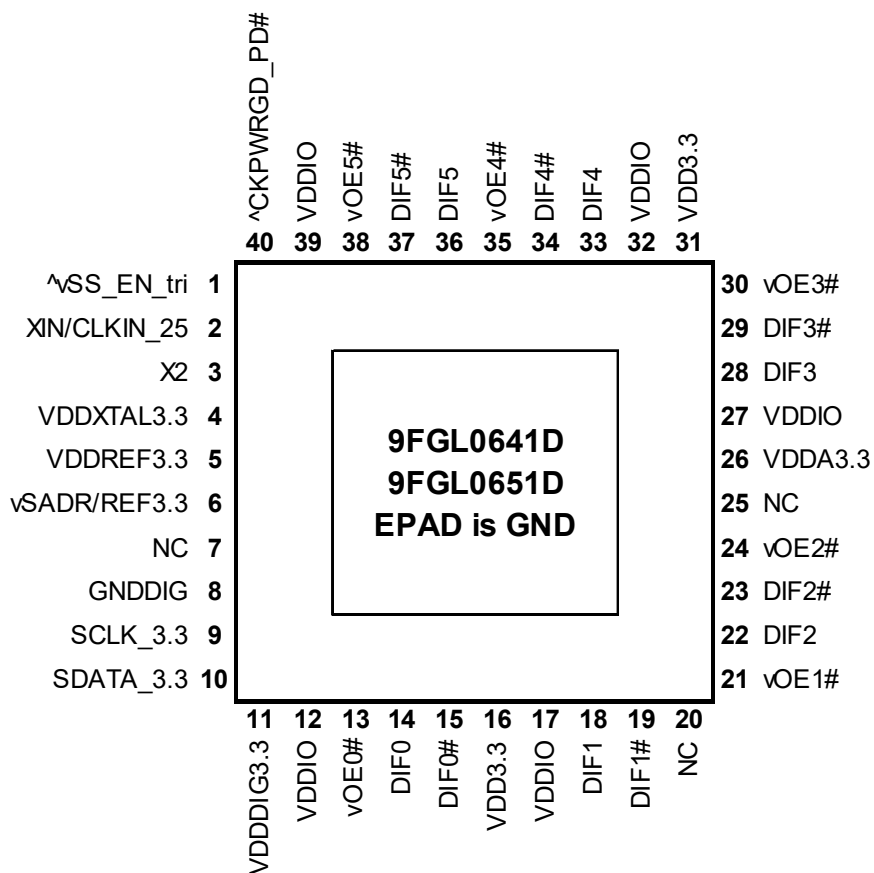 ^CKPWRGD_PD#
VDDIO
vOE5#
DIF5#
DIF5
vOE4#
DIF4#
DIF4
VDDIO
VDD3.3
40 39 38 37 36 35 34 33 32 31
^vSS_EN_tri 1
XIN/CLKIN_25 2
X2 3
VDDXTAL3.3 4
VDDREF3.3 5
vSADR/REF3.3 6
NC 7
GNDDIG 8
SCLK_3.3 9
SDATA_3.3 10
9FGL0641D
9FGL0651D
EPAD is GND
30 vOE3#
29 DIF3#
28 DIF3
27 VDDIO
26 VDDA3.3
25 NC
24 vOE2#
23 DIF2#
22 DIF2
21 vOE1#
11 12 13 14 15 16 17 18 19 20
VDDDIG3.3
VDDIO
vOE0#
DIF0
DIF0#
VDD3.3
VDDIO
DIF1
DIF1#
NC